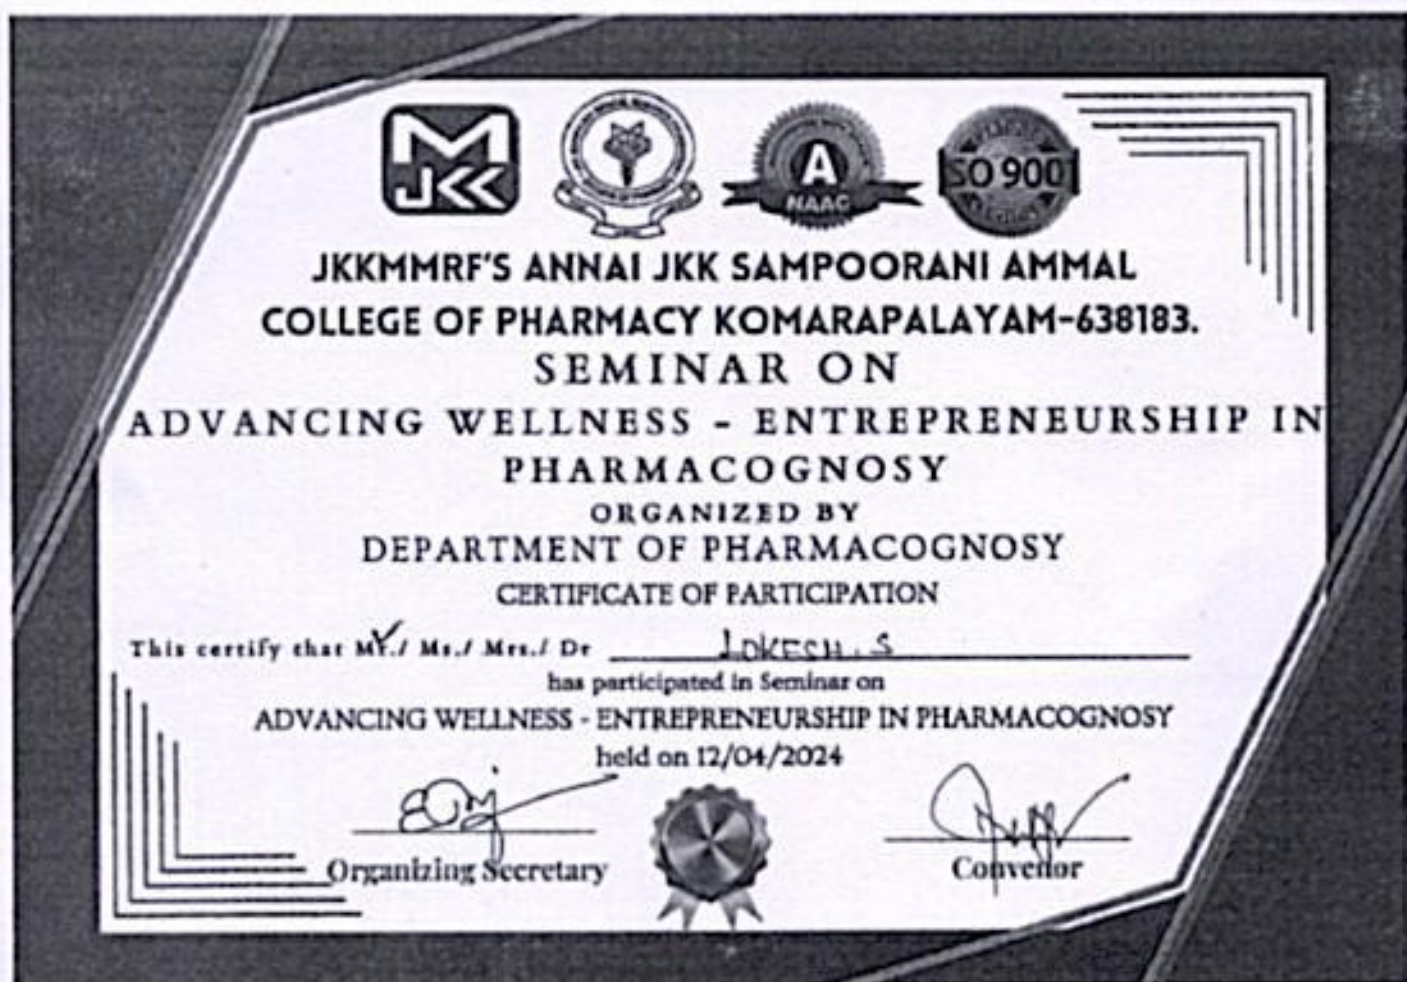 M
JKK
A
NAAC
ISO 9001
JKKMMRF'S ANNAI JKK SAMPOORANI AMMAL
COLLEGE OF PHARMACY KOMARAPALAYAM-638183.
SEMINAR ON
ADVANCING WELLNESS - ENTREPRENEURSHIP IN
PHARMACOGNOSY
ORGANIZED BY
DEPARTMENT OF PHARMACOGNOSY
CERTIFICATE OF PARTICIPATION
This certify that Mr./ Ms./ Mrs./ Dr LOKESH. S
has participated in Seminar on
ADVANCING WELLNESS - ENTREPRENEURSHIP IN PHARMACOGNOSY
held on 12/04/2024
Organizing Secretary
Convenor